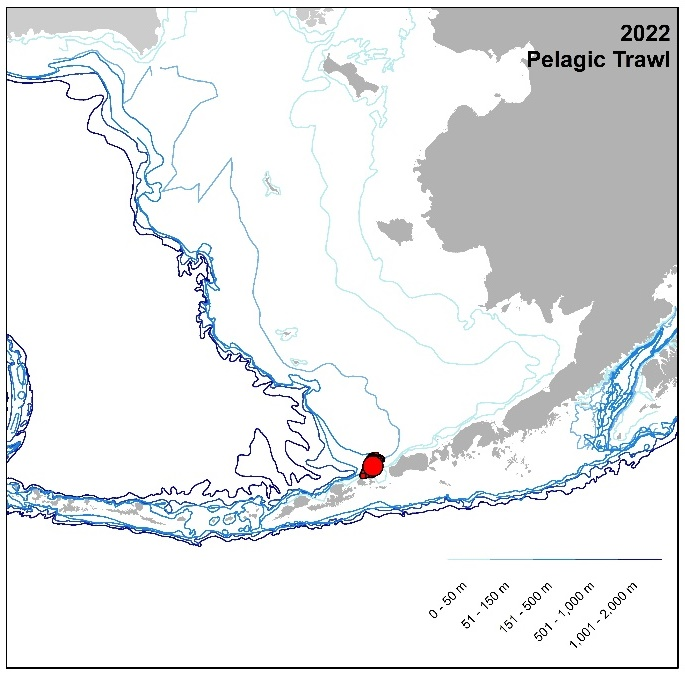 2022
Pelagic Trawl
0 - 50 m
51 - 150 m
151 - 500 m
501 - 1,000 m
1,001 - 2,000 m